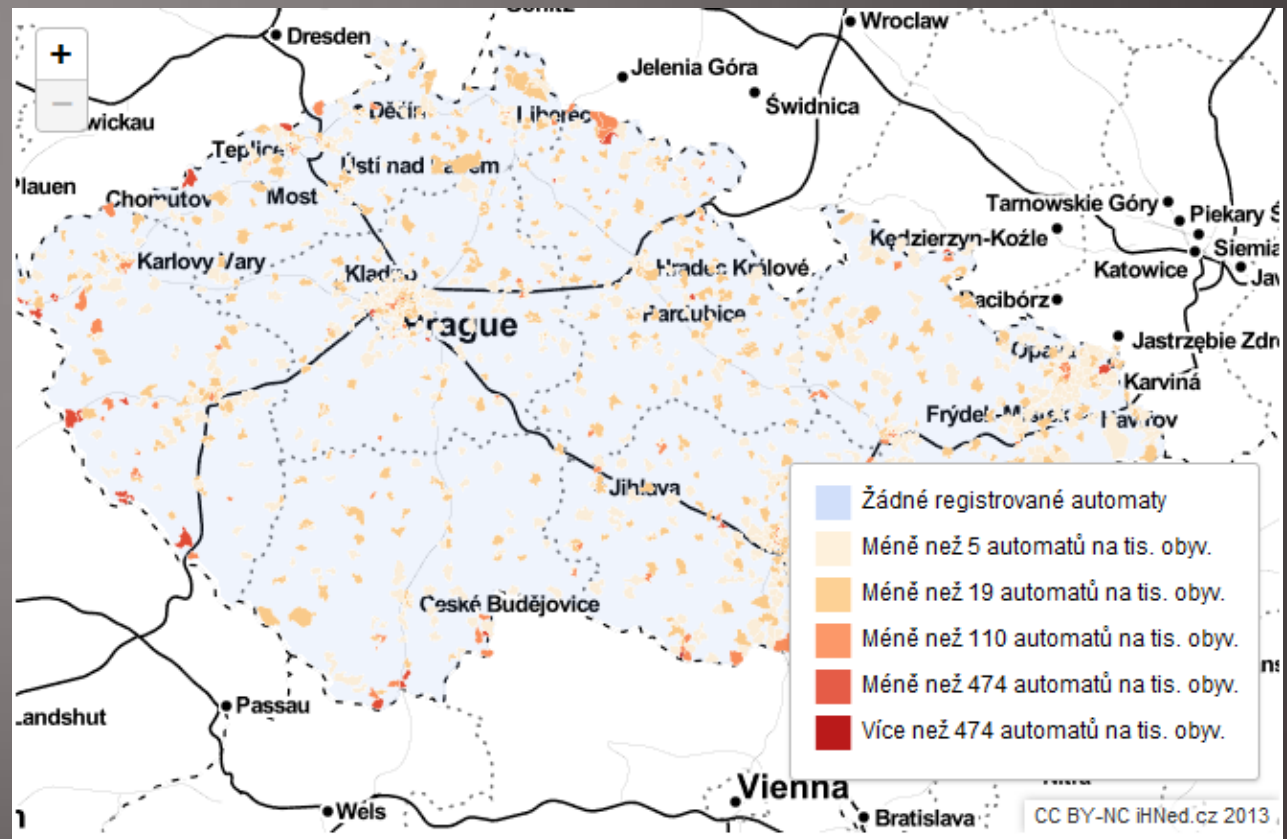 +
−
Dresden
Wroclaw
Jelenia Góra
Świdnica
Děčín
Liberec
wickau
Teplice
Ústí nad Labem
Plauen
Chomutov
Most
Tarnowskie Góry
Piekary Ś
Kędzierzyn-Koźle
Siemia
Karlovy Vary
Kladno
Hradec Králové
Katowice
Jav
Racibórz
Pardubice
Prague
Jastrzębie Zdró
Opava
Karviná
Frýdek-Místek
Havířov
Jihlava
Žádné registrované automaty
Méně než 5 automatů na tis. obyv.
Méně než 19 automatů na tis. obyv.
Méně než 110 automatů na tis. obyv.
Méně než 474 automatů na tis. obyv.
Více než 474 automatů na tis. obyv.
České Budějovice
Passau
Landshut
Vienna
Wels
Bratislava
CC BY-NC iHNed.cz 2013